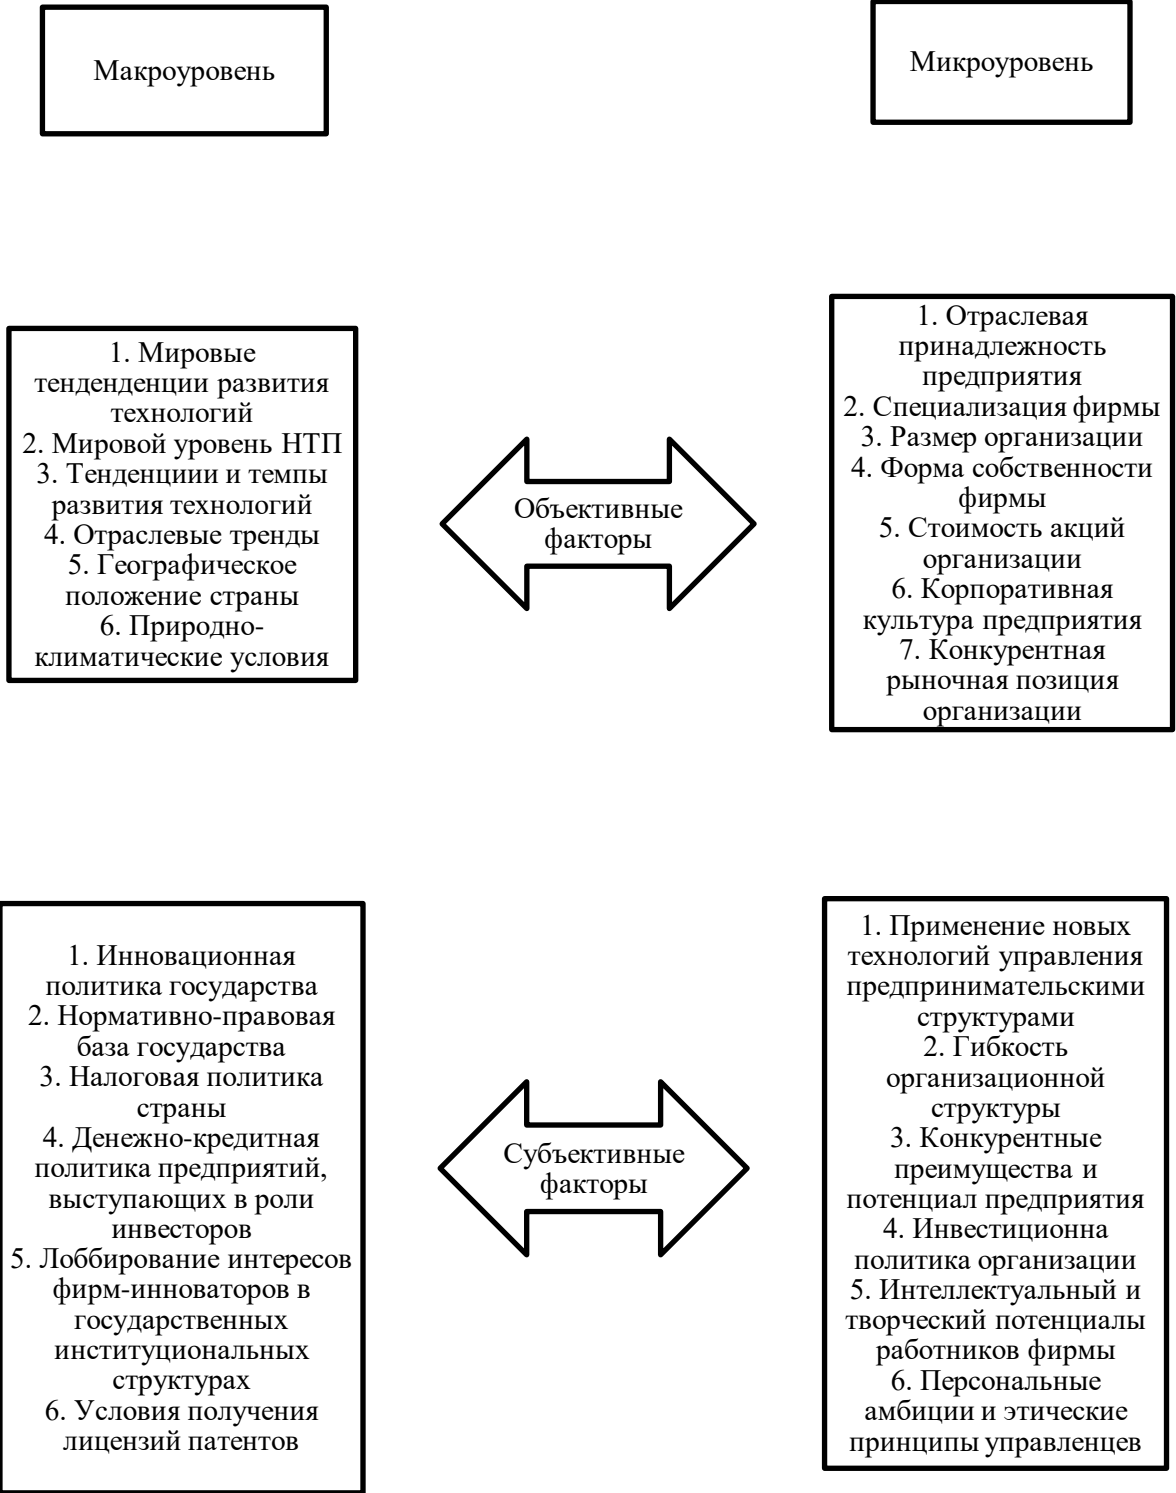 Макроуровень
Микроуровень
1. Мировые
тенденденции развития
технологий
2. Мировой уровень НТП
3. Тенденциии и темпы
развития технологий
4. Отраслевые тренды
5. Географическое
положение страны
6. Природно-
климатические условия
Объективные
факторы
1. Отраслевая
принадлежность
предприятия
2. Специализация фирмы
3. Размер организации
4. Форма собственности
фирмы
5. Стоимость акций
организации
6. Корпоративная
культура предприятия
7. Конкурентная
рыночная позиция
организации
1. Инновационная
политика государства
2. Нормативно-правовая
база государства
3. Налоговая политика
страны
4. Денежно-кредитная
политика предприятий,
выступающих в роли
инвесторов
5. Лоббирование интересов
фирм-инноваторов в
государственных
институциональных
структурах
6. Условия получения
лицензий патентов
Субъективные
факторы
1. Применение новых
технологий управления
предпринимательскими
структурами
2. Гибкость
организационной
структуры
3. Конкурентные
преимущества и
потенциал предприятия
4. Инвестиционна
политика организации
5. Интеллектуальный и
творческий потенциалы
работников фирмы
6. Персональные
амбиции и этические
принципы управленцев